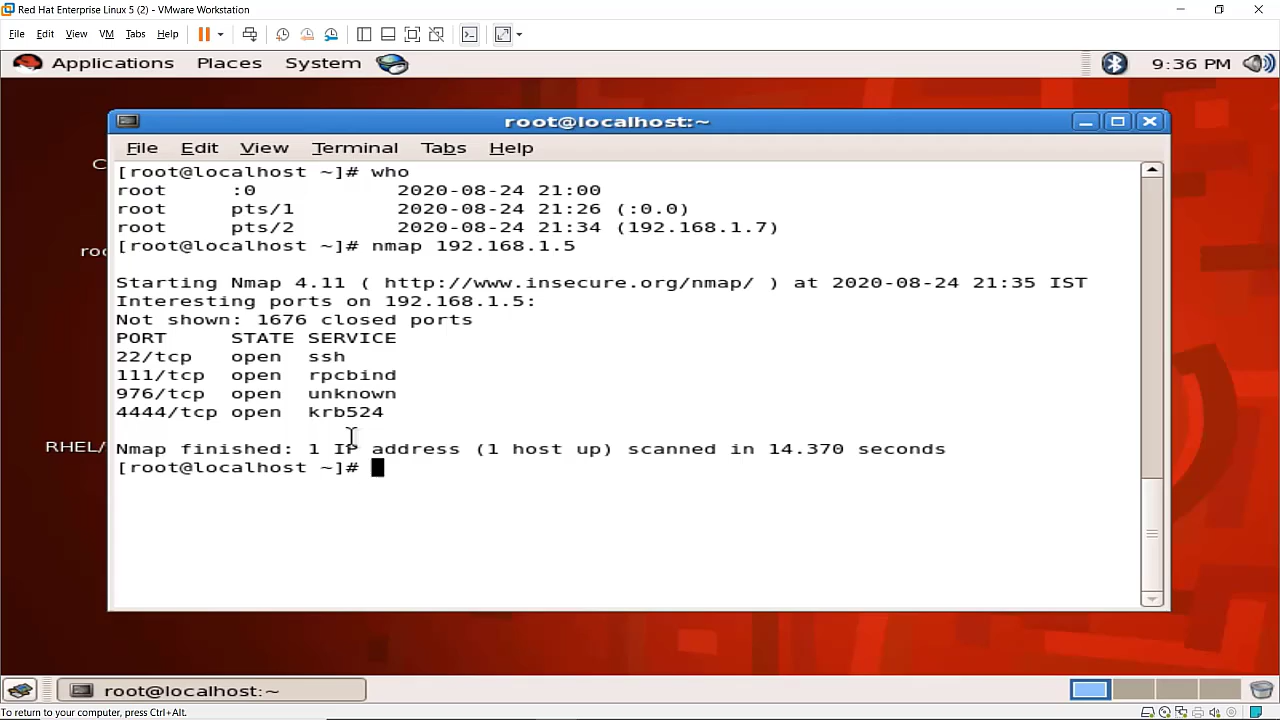 Red Hat Enterprise Linux 5 (2) - VMware Workstation
File Edit View VM Tabs Help
Applications Places System 9:36 PM
root@localhost:~
File Edit View Terminal Tabs Help
[root@localhost ~]# who
root :0 2020-08-24 21:00
root pts/1 2020-08-24 21:26 (:0.0)
root pts/2 2020-08-24 21:34 (192.168.1.7)
[root@localhost ~]# nmap 192.168.1.5
Starting Nmap 4.11 ( http://www.insecure.org/nmap/ ) at 2020-08-24 21:35 IST
Interesting ports on 192.168.1.5:
Not shown: 1676 closed ports
PORT STATE SERVICE
22/tcp open ssh
111/tcp open rpcbind
976/tcp open unknown
4444/tcp open krb524
Nmap finished: 1 IP address (1 host up) scanned in 14.370 seconds
[root@localhost ~]#
C
roo
RHEL/
root@localhost:~
To return to your computer, press Ctrl+Alt.